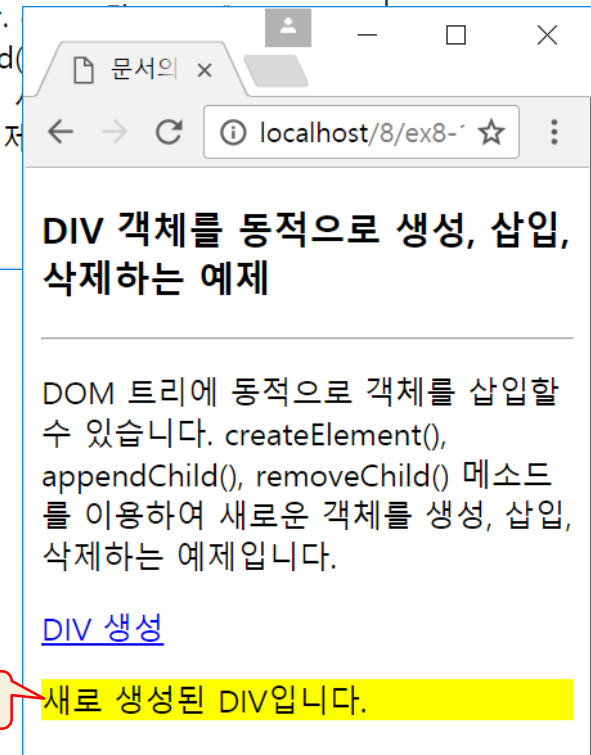 문서의
localhost/8/ex8-1
DIV 객체를 동적으로 생성, 삽입,
삭제하는 예제
DOM 트리에 동적으로 객체를 삽입할
수 있습니다. createElement(),
appendChild(), removeChild() 메소드
를 이용하여 새로운 객체를 생성, 삽입,
삭제하는 예제입니다.
DIV 생성
새로 생성된 DIV입니다.